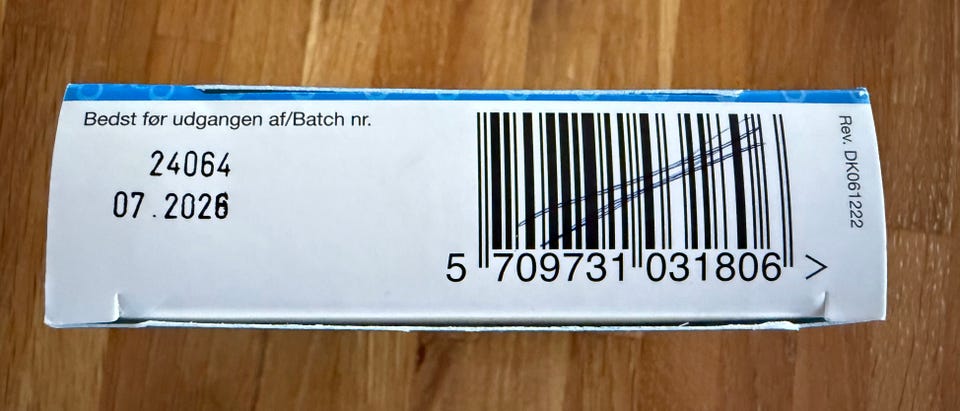 Bedst før udgangen af/Batch nr.
24064
07.2026
5 709731 031806 >
Rev. DK061222